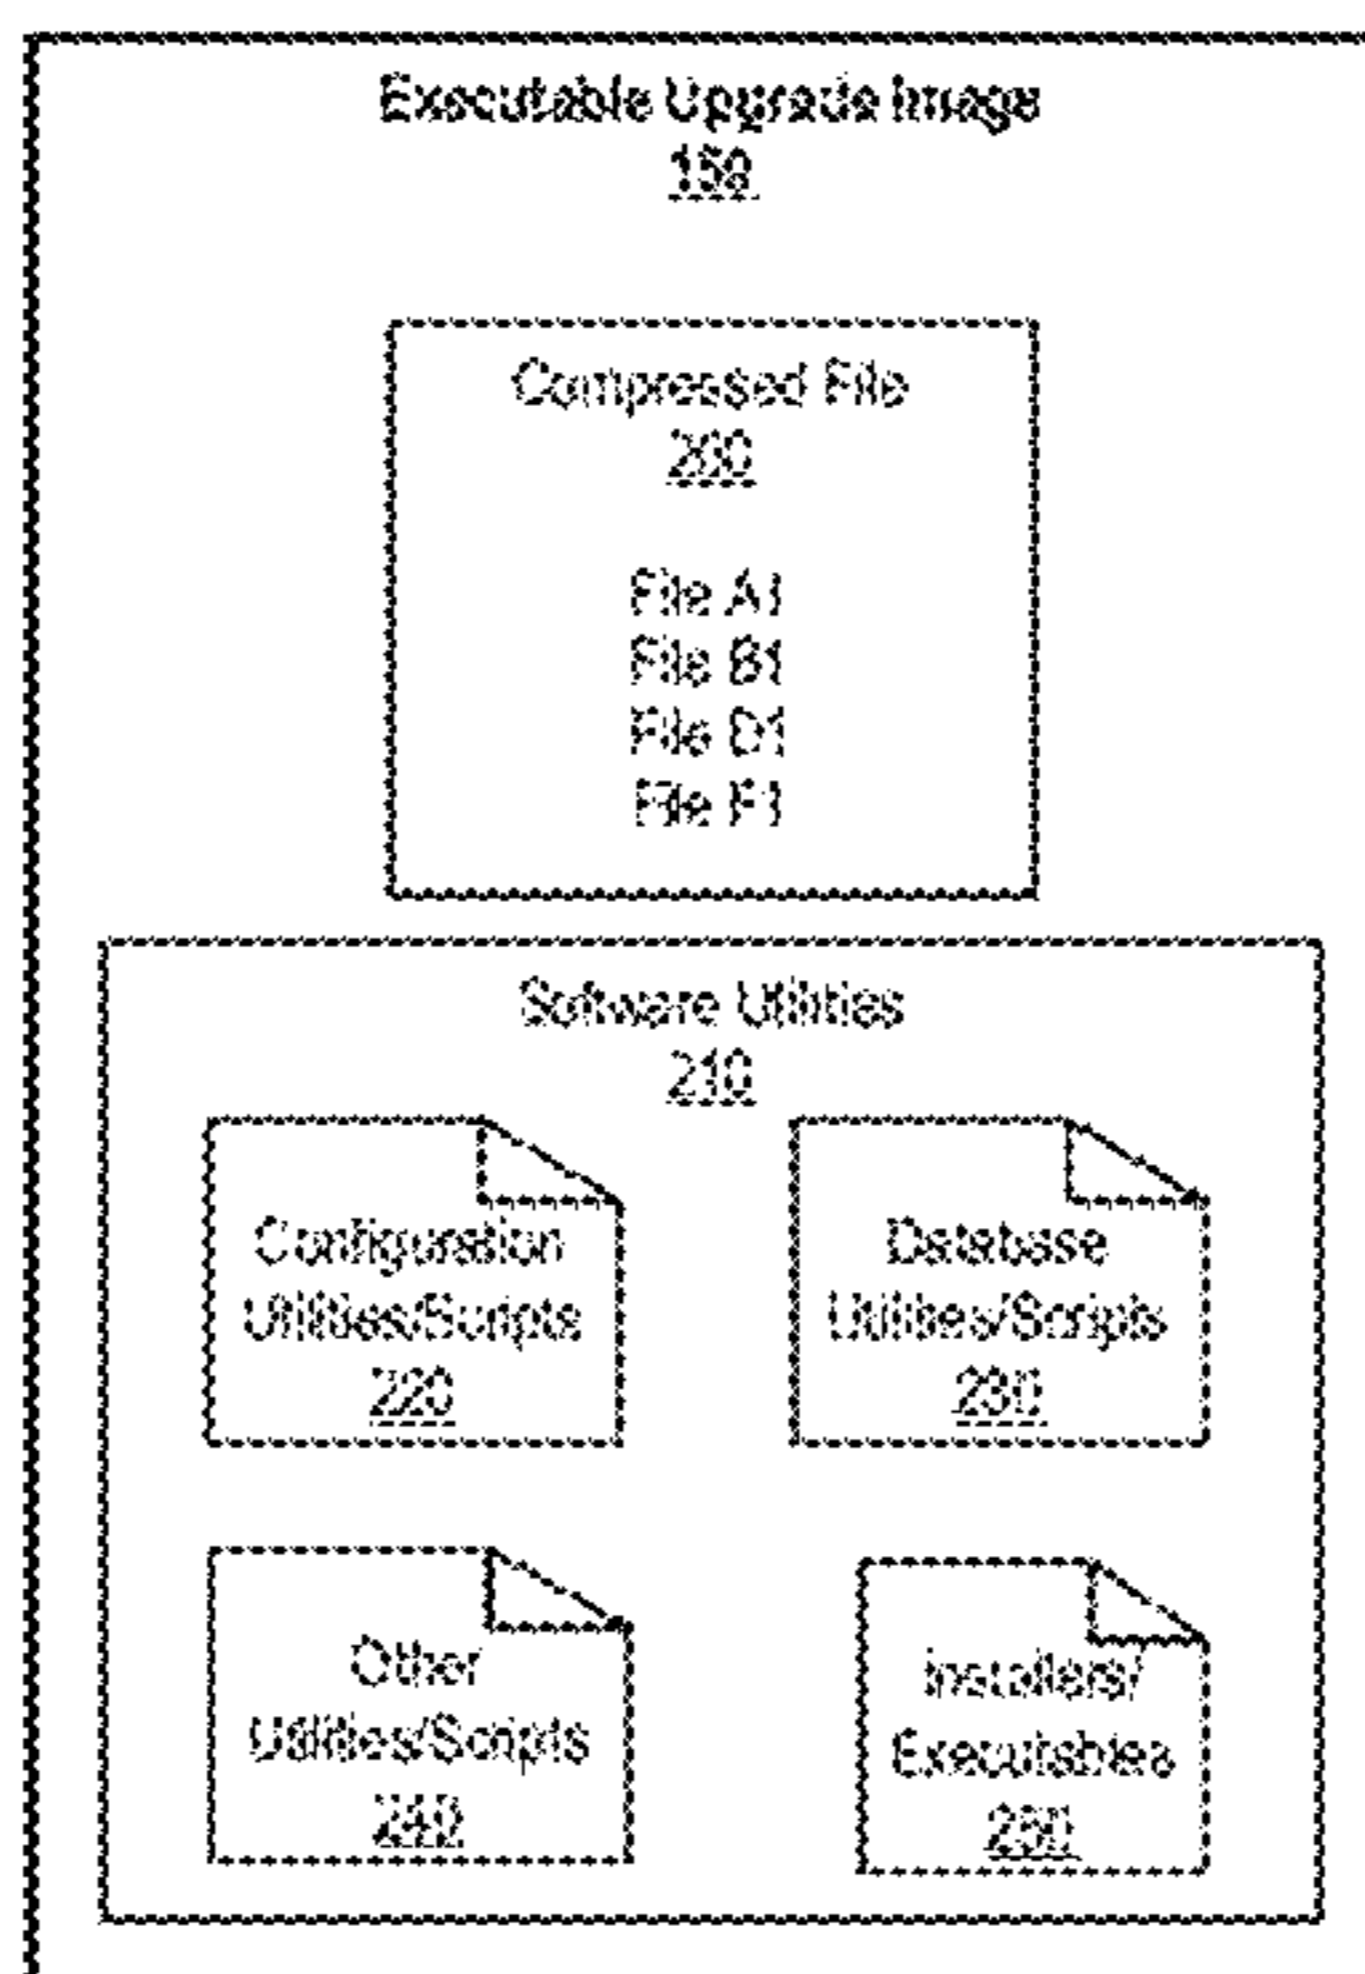 Executable Upgrade Image
Compressed File
200
File A1
File B1
File D1
File F1
Software Utilities
210
Configuration
Utilities/Scripts
220
Database
Utilities/Scripts
230
Other
Utilities/Scripts
240
Installers/
Executables
250